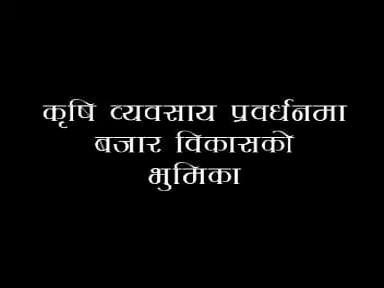 कृषि व्यवसाय प्रवर्धनमा
बजार विकासको
भुमिका